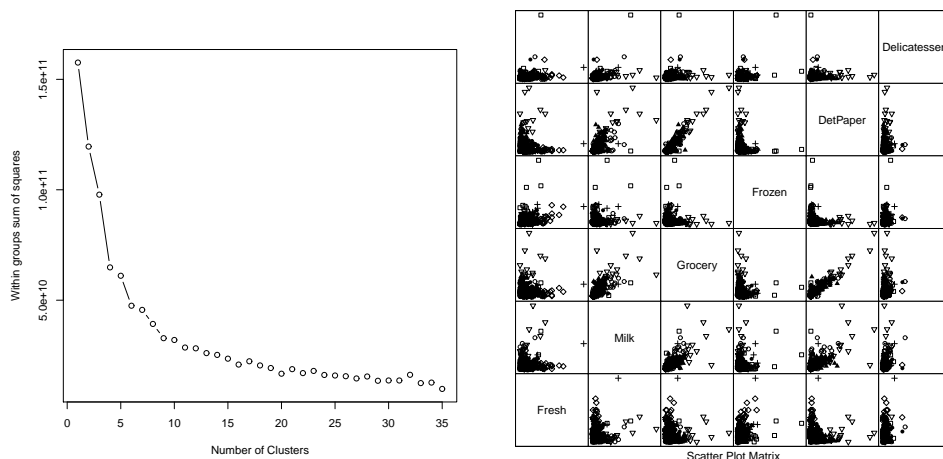 Within groups sum of squares
1.5e+11
1.0e+11
5.0e+10
0 5 10 15 20 25 30 35
Number of Clusters
Delicatessen
DetPaper
Frozen
Grocery
Milk
Fresh
Scatter Plot Matrix